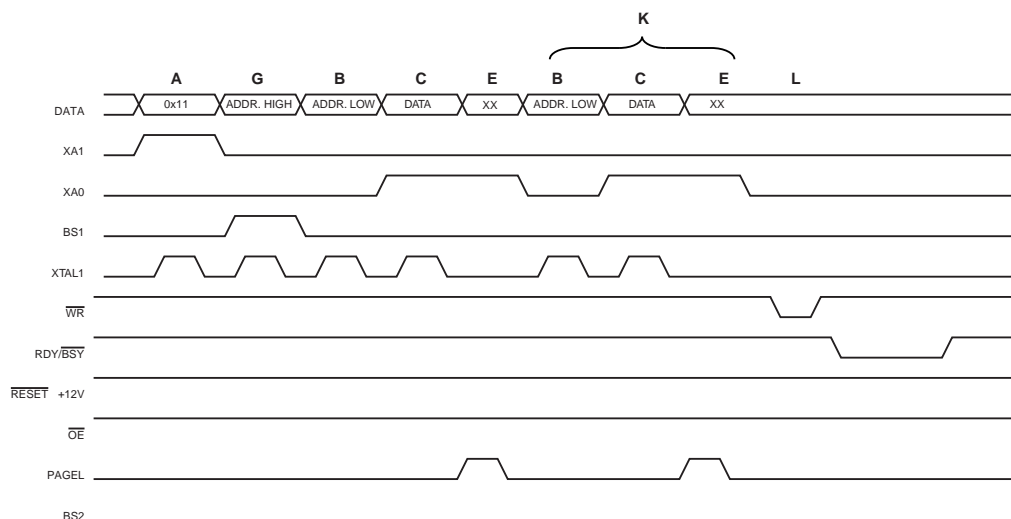 K
A G B C E B C E L
DATA 0x11 ADDR. HIGH ADDR. LOW DATA XX ADDR. LOW DATA XX
XA1
XA0
BS1
XTAL1
WR
RDY/BSY
RESET +12V
OE
PAGEL
BS2